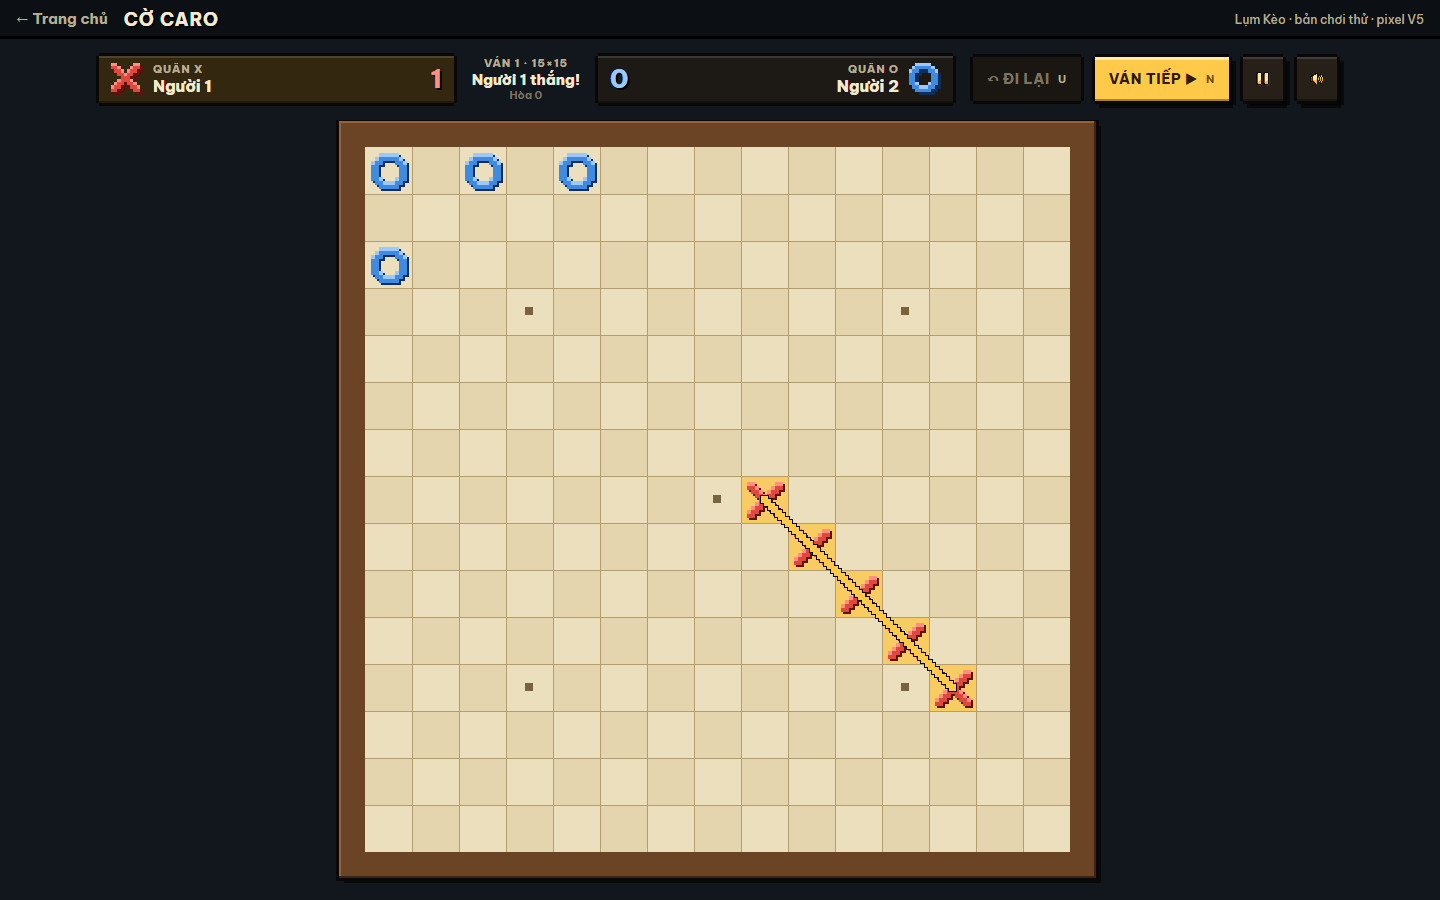 ← Trang chủ CỜ CARO
Lụm Kèo · bản chơi thử · pixel V5
QUÂN X
Người 1
1
VÁN 1 · 15×15
Người 1 thắng!
Hòa 0
0
QUÂN O
Người 2
↶ ĐI LẠI U
VÁN TIẾP ▶ N